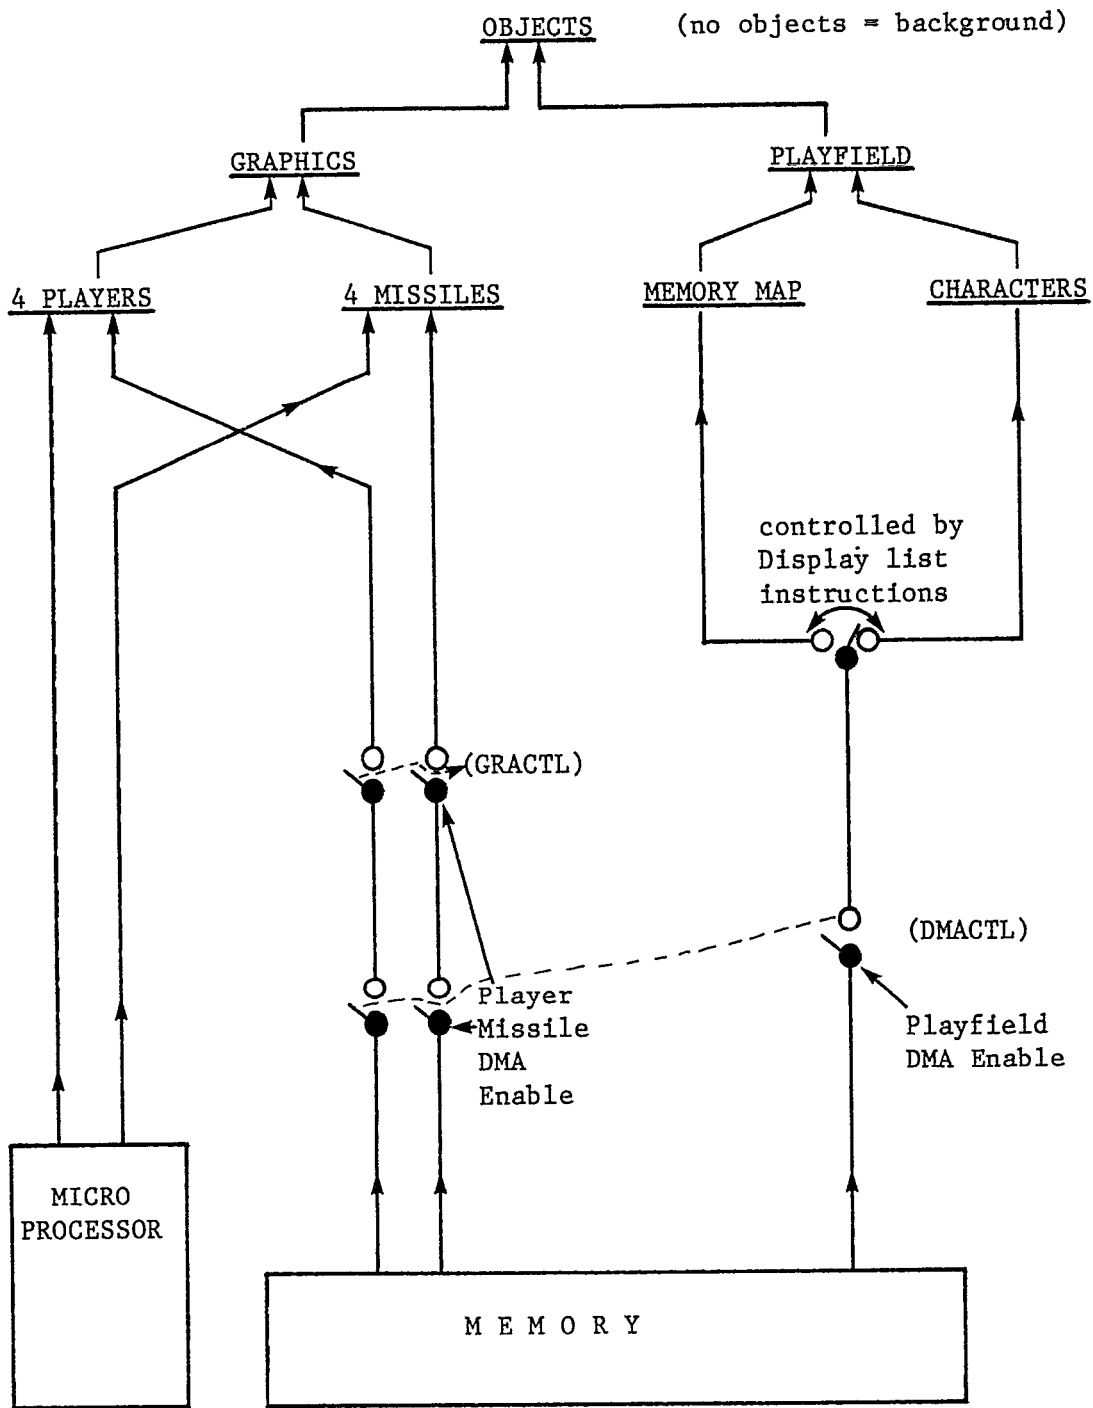 OBJECTS (no objects = background)
GRAPHICS
PLAYFIELD
4 PLAYERS
4 MISSILES
MEMORY MAP
CHARACTERS
controlled by
Display list
instructions
(GRACTL)
(DMACTL)
Player
Missile
DMA
Enable
Playfield
DMA Enable
MICRO
PROCESSOR
M E M O R Y